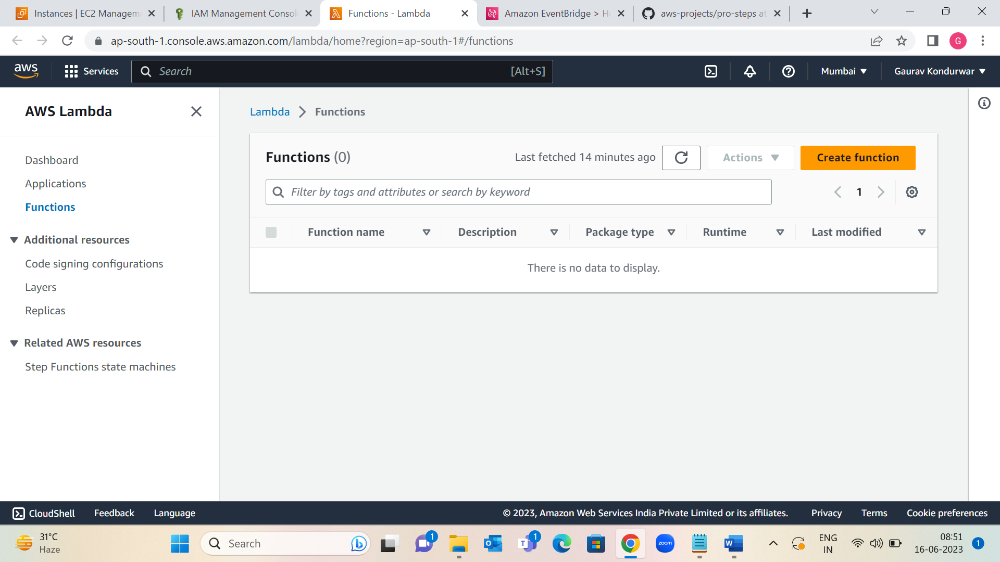 Instances | EC2 Managem
IAM Management Consol
Functions - Lambda
Amazon EventBridge > H
aws-projects/pro-steps at
ap-south-1.console.aws.amazon.com/lambda/home?region=ap-south-1#/functions
G
aws
Services
Search
[Alt+S]
Mumbai
Gaurav Kondurwar
AWS Lambda
Dashboard
Applications
Functions
Additional resources
Code signing configurations
Layers
Replicas
Related AWS resources
Step Functions state machines
Lambda
Functions
Functions (0)
Last fetched 14 minutes ago
Actions
Create function
Filter by tags and attributes or search by keyword
1
Function name
Description
Package type
Runtime
Last modified
There is no data to display.
CloudShell
Feedback
Language
© 2023, Amazon Web Services India Private Limited or its affiliates.
Privacy
Terms
Cookie preferences
31°C
Haze
Search
1
1
zoom
W
ENG
IN
08:51
16-06-2023
1